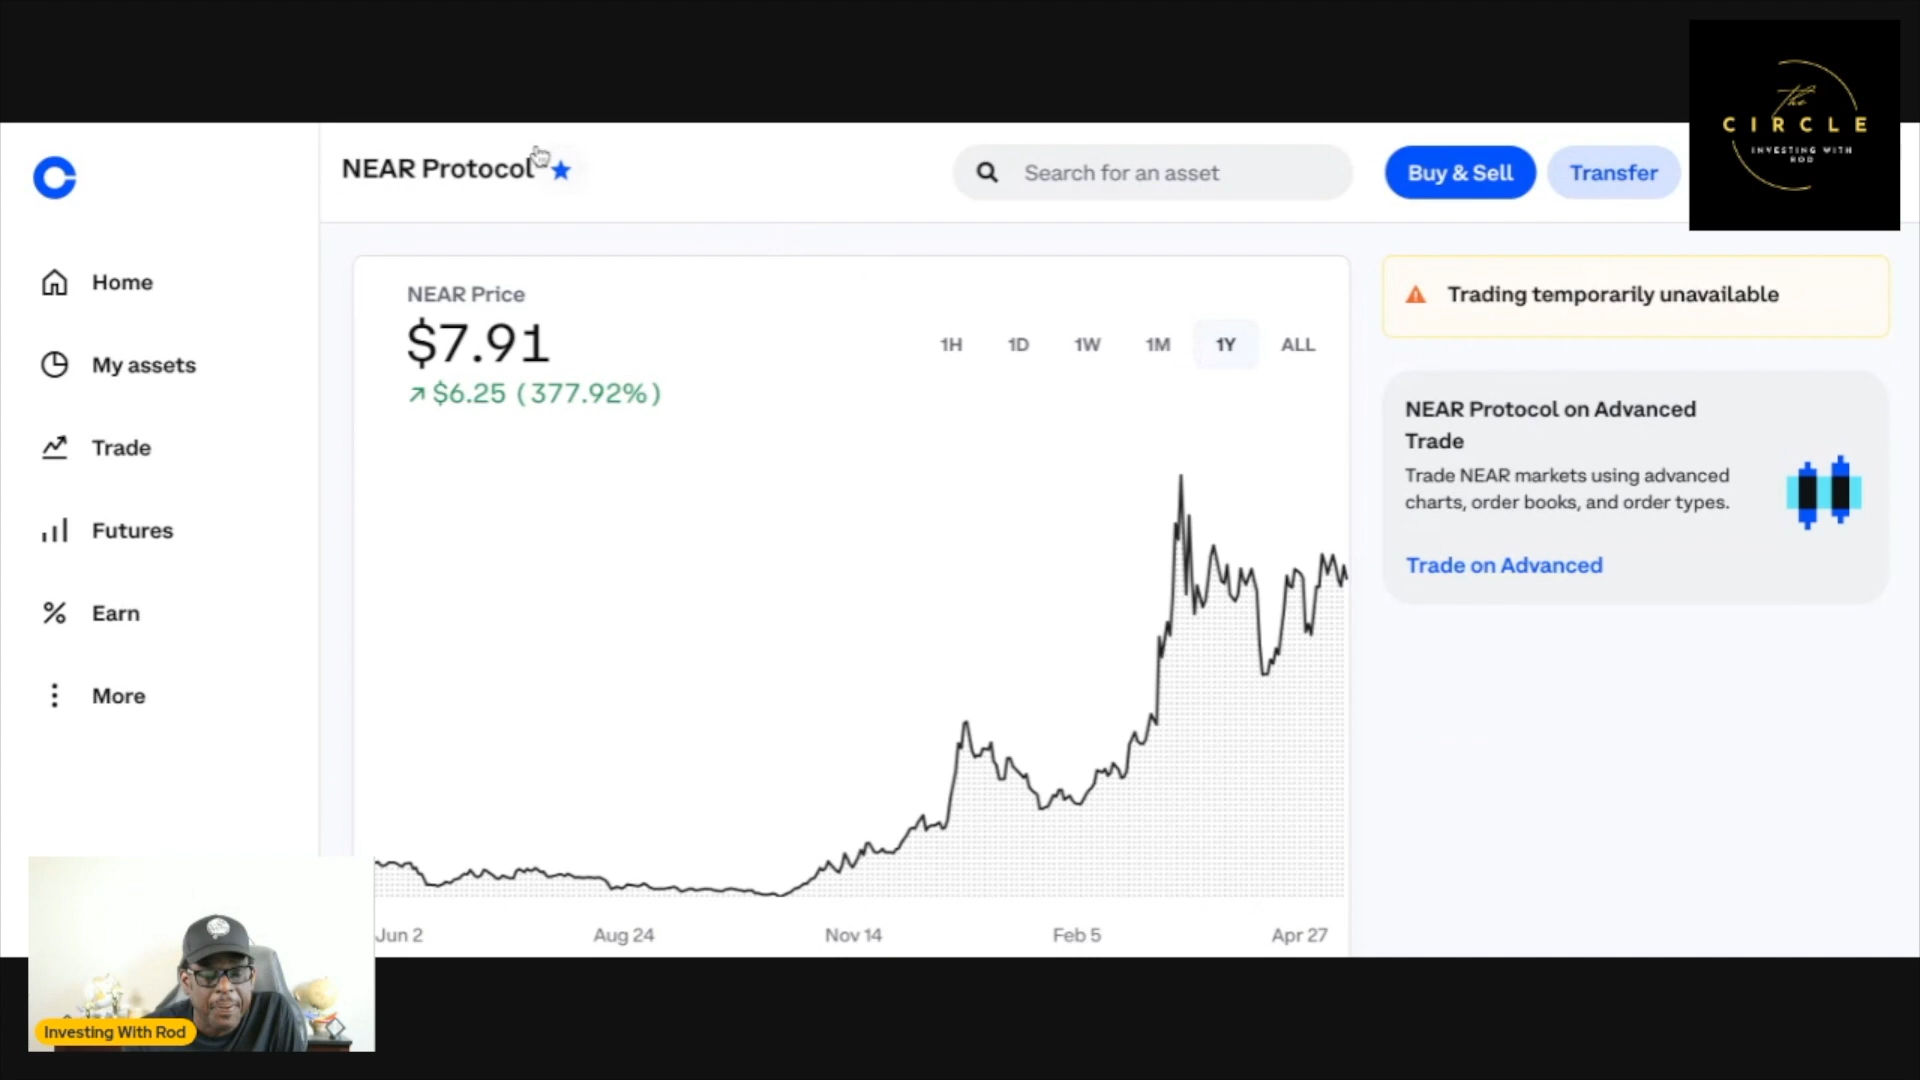 the
CIRCLE
INVESTING WITH
ROD
NEAR Protocol
Search for an asset
Buy & Sell
Transfer
Home
My assets
Trade
Futures
Earn
More
NEAR Price
$7.91
↗ $6.25 (377.92%)
1H 1D 1W 1M 1Y ALL
Jun 2 Aug 24 Nov 14 Feb 5 Apr 27
Trading temporarily unavailable
NEAR Protocol on Advanced
Trade
Trade NEAR markets using advanced
charts, order books, and order types.
Trade on Advanced
Investing With Rod